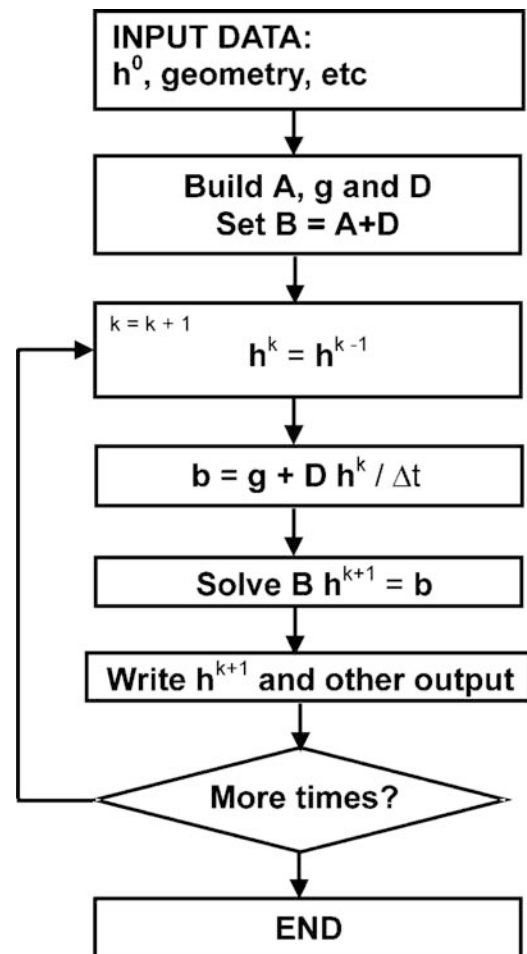 INPUT DATA:
h⁰, geometry, etc
Build A, g and D
Set B = A+D
k = k + 1
hᵏ = hᵏ ⁻¹
b = g + D hᵏ / Δt
Solve B hᵏ⁺¹ = b
Write hᵏ⁺¹ and other output
More times?
END